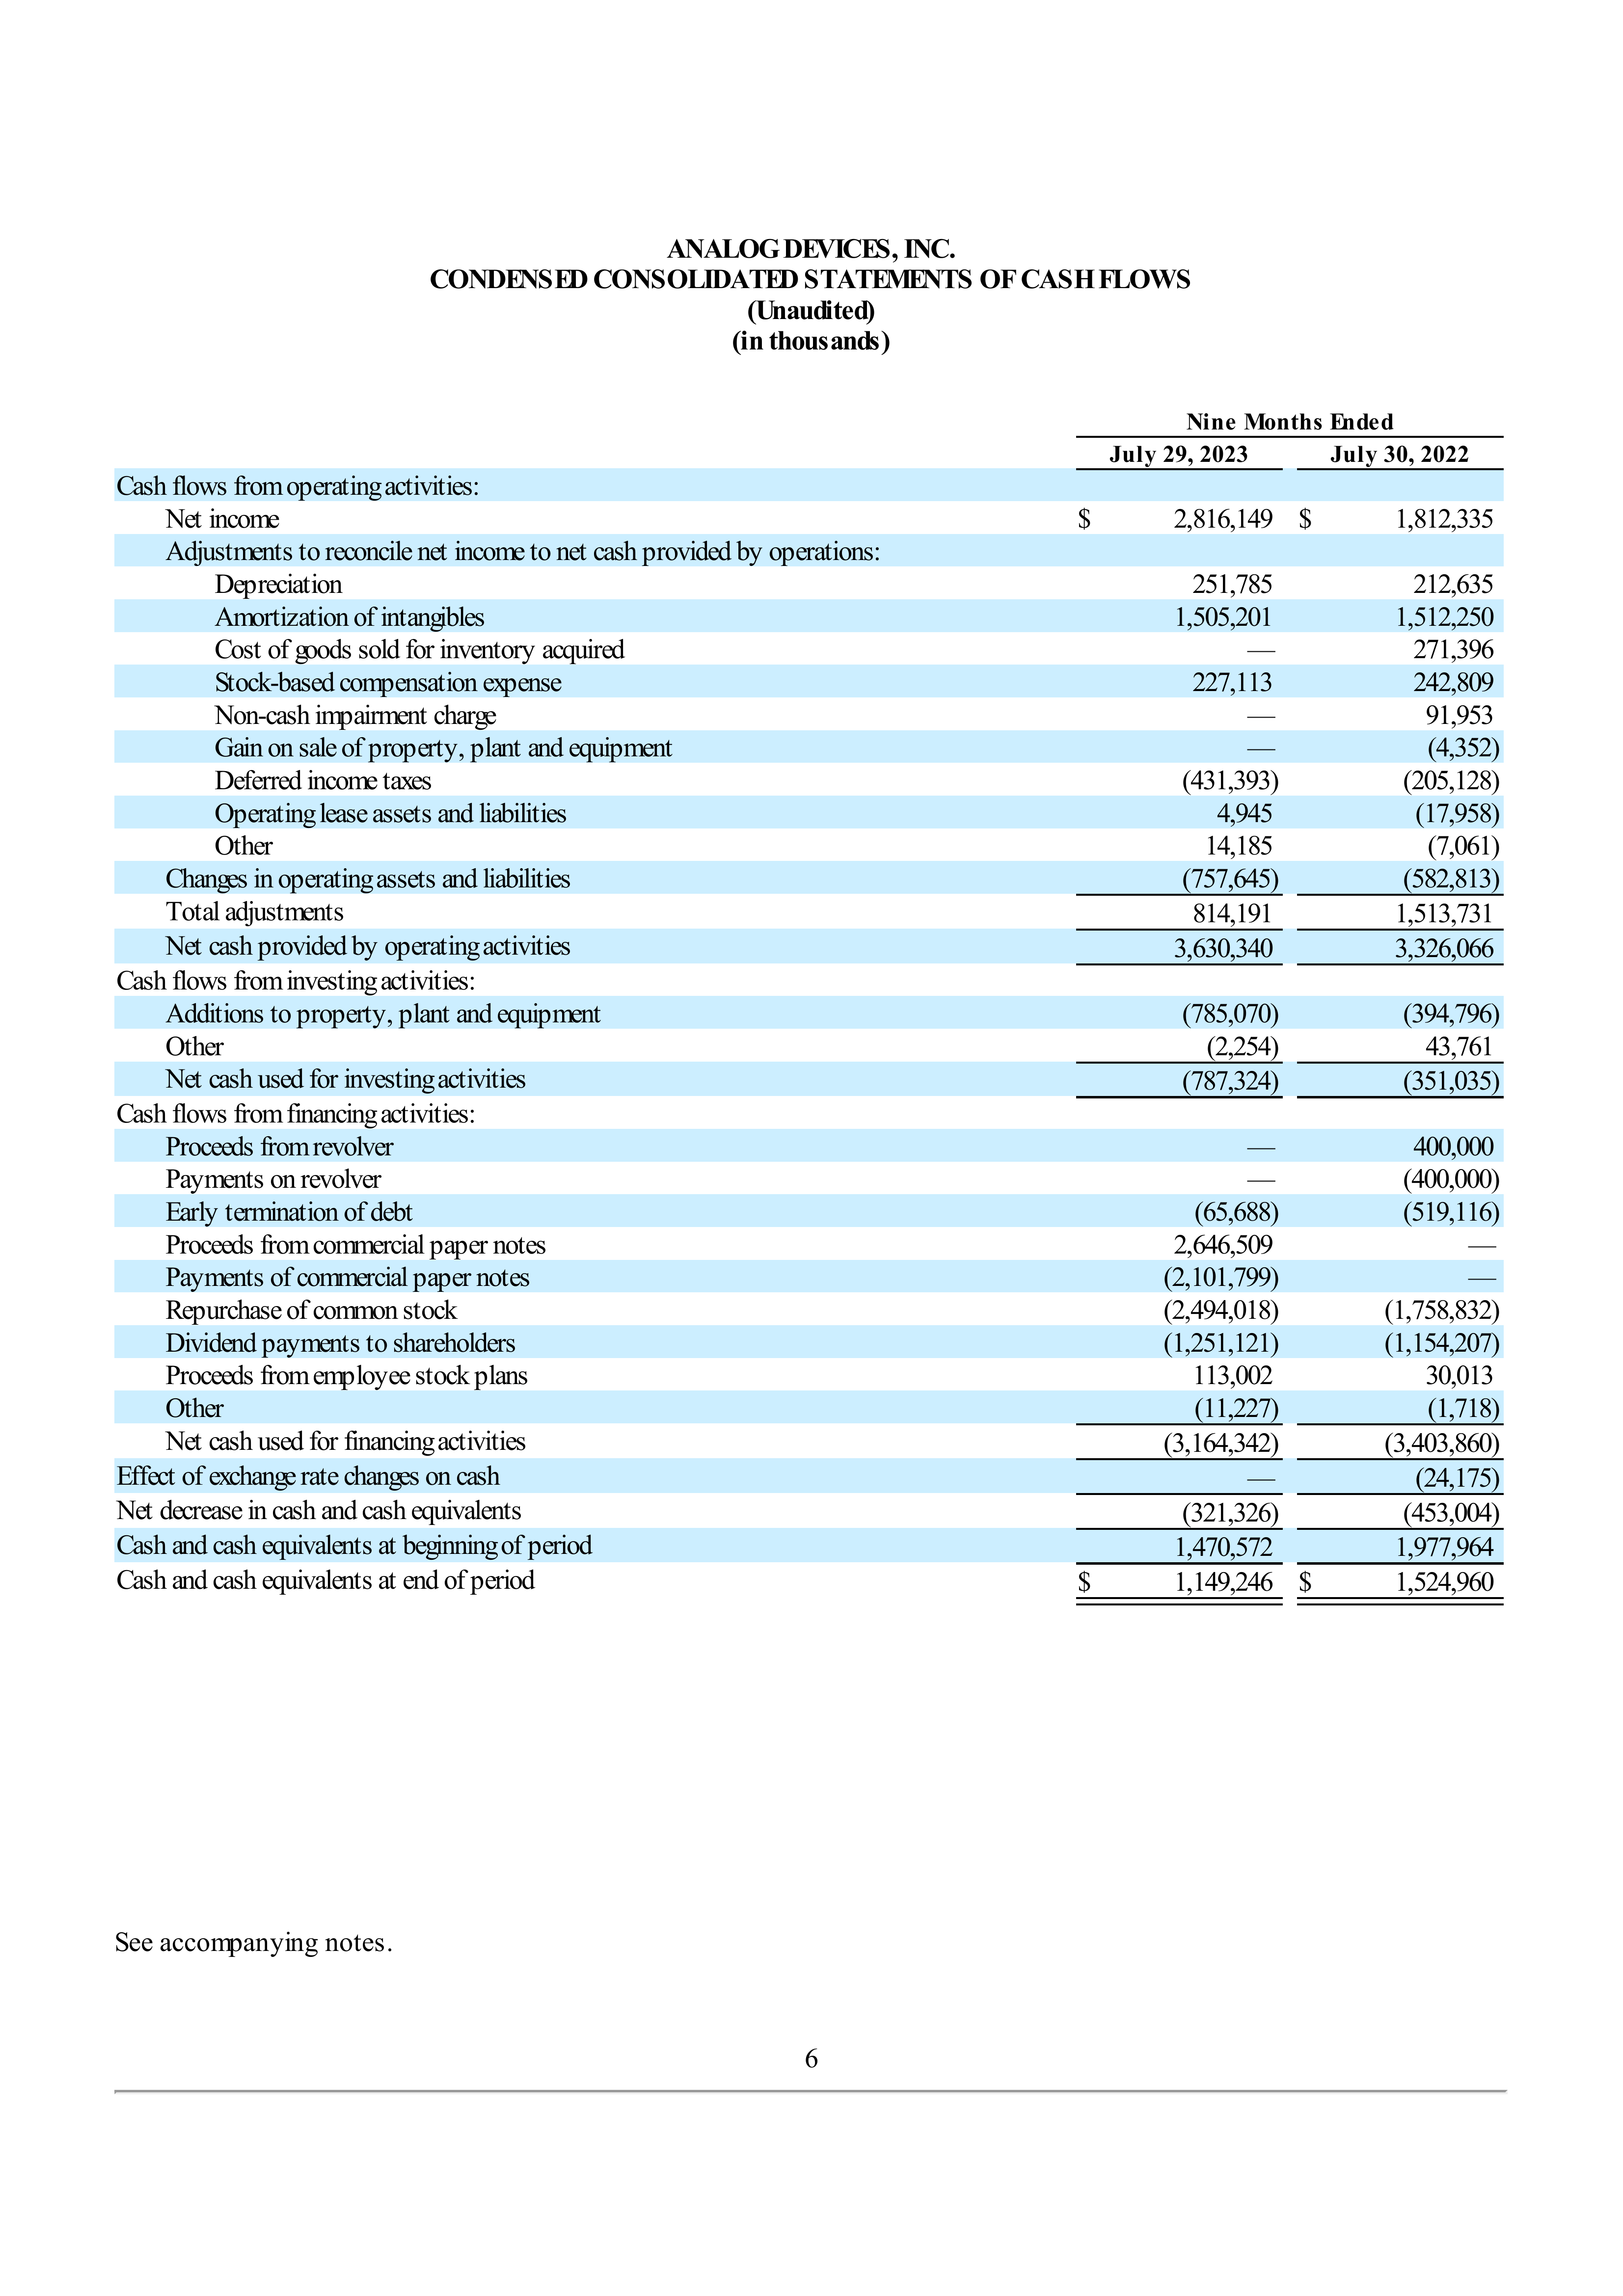 ANALOG DEVICES, INC.
CONDENSED CONSOLIDATED STATEMENTS OF CASH FLOWS
(Unaudited)
(in thousands)
Nine Months Ended
July 29, 2023 July 30, 2022
Cash flows from operating activities:
Net income $ 2,816,149 $ 1,812,335
Adjustments to reconcile net income to net cash provided by operations:
Depreciation 251,785 212,635
Amortization of intangibles 1,505,201 1,512,250
Cost of goods sold for inventory acquired — 271,396
Stock-based compensation expense 227,113 242,809
Non-cash impairment charge — 91,953
Gain on sale of property, plant and equipment — (4,352)
Deferred income taxes (431,393) (205,128)
Operating lease assets and liabilities 4,945 (17,958)
Other 14,185 (7,061)
Changes in operating assets and liabilities (757,645) (582,813)
Total adjustments 814,191 1,513,731
Net cash provided by operating activities 3,630,340 3,326,066
Cash flows from investing activities:
Additions to property, plant and equipment (785,070) (394,796)
Other (2,254) 43,761
Net cash used for investing activities (787,324) (351,035)
Cash flows from financing activities:
Proceeds from revolver — 400,000
Payments on revolver — (400,000)
Early termination of debt (65,688) (519,116)
Proceeds from commercial paper notes 2,646,509 —
Payments of commercial paper notes (2,101,799) —
Repurchase of common stock (2,494,018) (1,758,832)
Dividend payments to shareholders (1,251,121) (1,154,207)
Proceeds from employee stock plans 113,002 30,013
Other (11,227) (1,718)
Net cash used for financing activities (3,164,342) (3,403,860)
Effect of exchange rate changes on cash — (24,175)
Net decrease in cash and cash equivalents (321,326) (453,004)
Cash and cash equivalents at beginning of period 1,470,572 1,977,964
Cash and cash equivalents at end of period $ 1,149,246 $ 1,524,960
See accompanying notes.
6